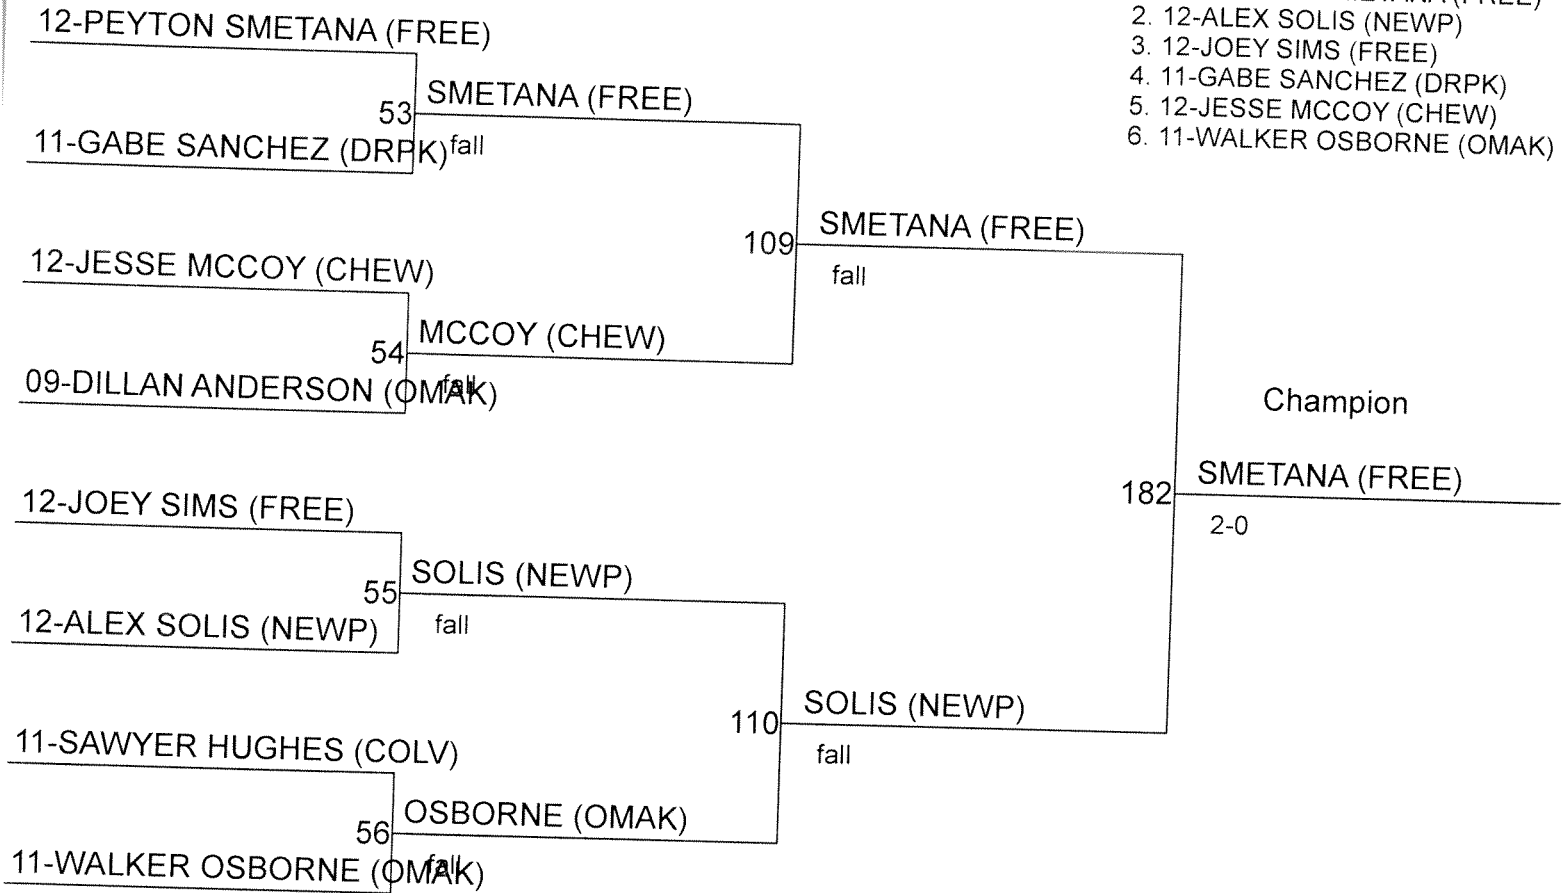 12-PEYTON SMETANA (FREE)
53
SMETANA (FREE)
fall
11-GABE SANCHEZ (DRPK)
109
SMETANA (FREE)
fall
12-JESSE MCCOY (CHEW)
54
MCCOY (CHEW)
fall
09-DILLAN ANDERSON (OMAK)
Champion
182
SMETANA (FREE)
2-0
12-JOEY SIMS (FREE)
55
SOLIS (NEWP)
fall
12-ALEX SOLIS (NEWP)
110
SOLIS (NEWP)
fall
11-SAWYER HUGHES (COLV)
56
OSBORNE (OMAK)
fall
11-WALKER OSBORNE (OMAK)
(FREE)
2. 12-ALEX SOLIS (NEWP)
3. 12-JOEY SIMS (FREE)
4. 11-GABE SANCHEZ (DRPK)
5. 12-JESSE MCCOY (CHEW)
6. 11-WALKER OSBORNE (OMAK)